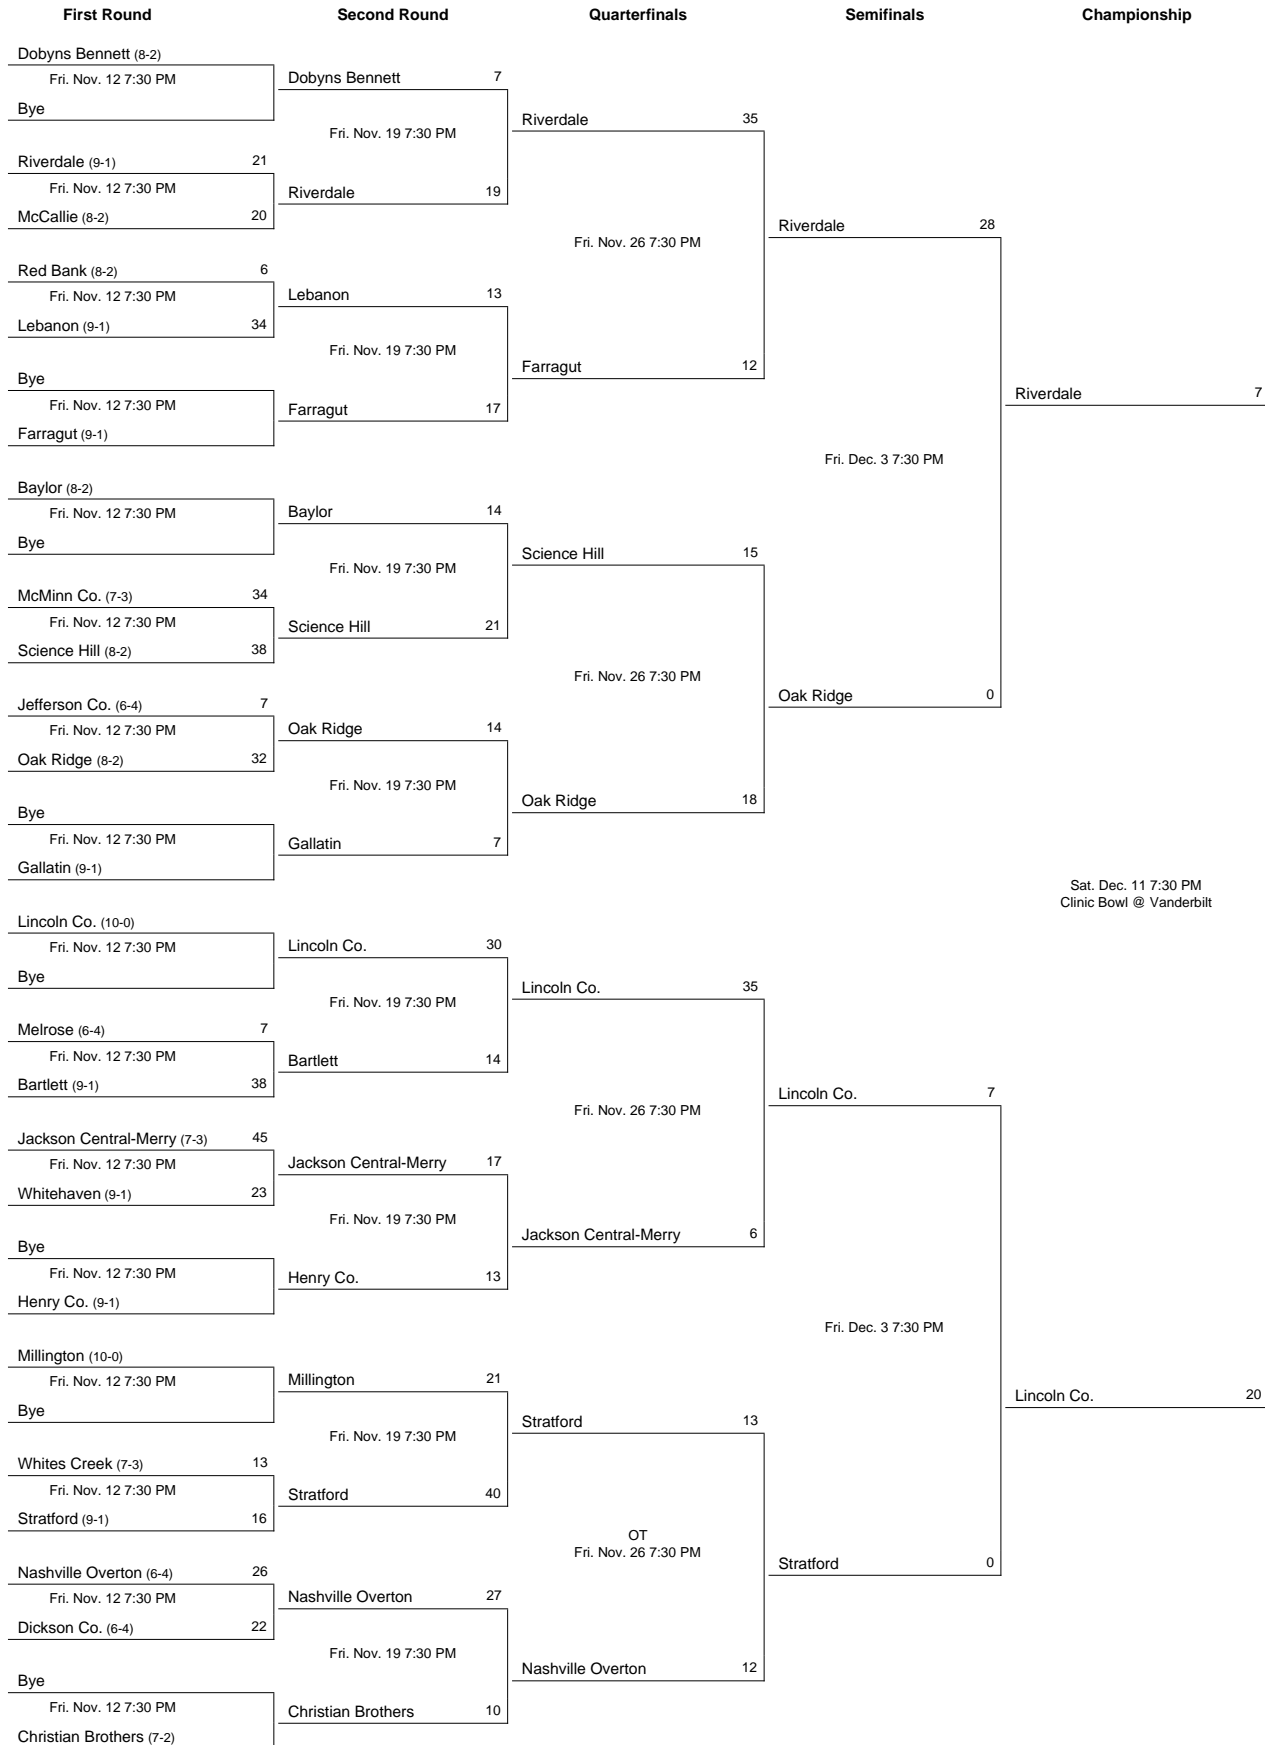 First Round
Second Round
Quarterfinals
Semifinals
Championship
Dobyns Bennett (8-2)
Fri. Nov. 12 7:30 PM
Bye
Riverdale (9-1) 21
Fri. Nov. 12 7:30 PM
McCallie (8-2) 20
Red Bank (8-2) 6
Fri. Nov. 12 7:30 PM
Lebanon (9-1) 34
Bye
Fri. Nov. 12 7:30 PM
Farragut (9-1)
Baylor (8-2)
Fri. Nov. 12 7:30 PM
Bye
McMinn Co. (7-3) 34
Fri. Nov. 12 7:30 PM
Science Hill (8-2) 38
Jefferson Co. (6-4) 7
Fri. Nov. 12 7:30 PM
Oak Ridge (8-2) 32
Bye
Fri. Nov. 12 7:30 PM
Gallatin (9-1)
Lincoln Co. (10-0)
Fri. Nov. 12 7:30 PM
Bye
Melrose (6-4) 7
Fri. Nov. 12 7:30 PM
Bartlett (9-1) 38
Jackson Central-Merry (7-3) 45
Fri. Nov. 12 7:30 PM
Whitehaven (9-1) 23
Bye
Fri. Nov. 12 7:30 PM
Henry Co. (9-1)
Millington (10-0)
Fri. Nov. 12 7:30 PM
Bye
Whites Creek (7-3) 13
Fri. Nov. 12 7:30 PM
Stratford (9-1) 16
Nashville Overton (6-4) 26
Fri. Nov. 12 7:30 PM
Dickson Co. (6-4) 22
Bye
Fri. Nov. 12 7:30 PM
Christian Brothers (7-2)
Dobyns Bennett 7
Fri. Nov. 19 7:30 PM
Riverdale 19
Lebanon 13
Fri. Nov. 19 7:30 PM
Farragut 17
Baylor 14
Fri. Nov. 19 7:30 PM
Science Hill 21
Oak Ridge 14
Fri. Nov. 19 7:30 PM
Gallatin 7
Lincoln Co. 30
Fri. Nov. 19 7:30 PM
Bartlett 14
Jackson Central-Merry 17
Fri. Nov. 19 7:30 PM
Henry Co. 13
Millington 21
Fri. Nov. 19 7:30 PM
Stratford 40
Nashville Overton 27
Fri. Nov. 19 7:30 PM
Christian Brothers 10
Riverdale 35
Fri. Nov. 26 7:30 PM
Farragut 12
Science Hill 15
Fri. Nov. 26 7:30 PM
Oak Ridge 18
Lincoln Co. 35
Fri. Nov. 26 7:30 PM
Jackson Central-Merry 6
Stratford 13
OT
Fri. Nov. 26 7:30 PM
Nashville Overton 12
Riverdale 28
Fri. Dec. 3 7:30 PM
Oak Ridge 0
Lincoln Co. 7
Fri. Dec. 3 7:30 PM
Stratford 0
Riverdale 7
Sat. Dec. 11 7:30 PM
Clinic Bowl @ Vanderbilt
Lincoln Co. 20